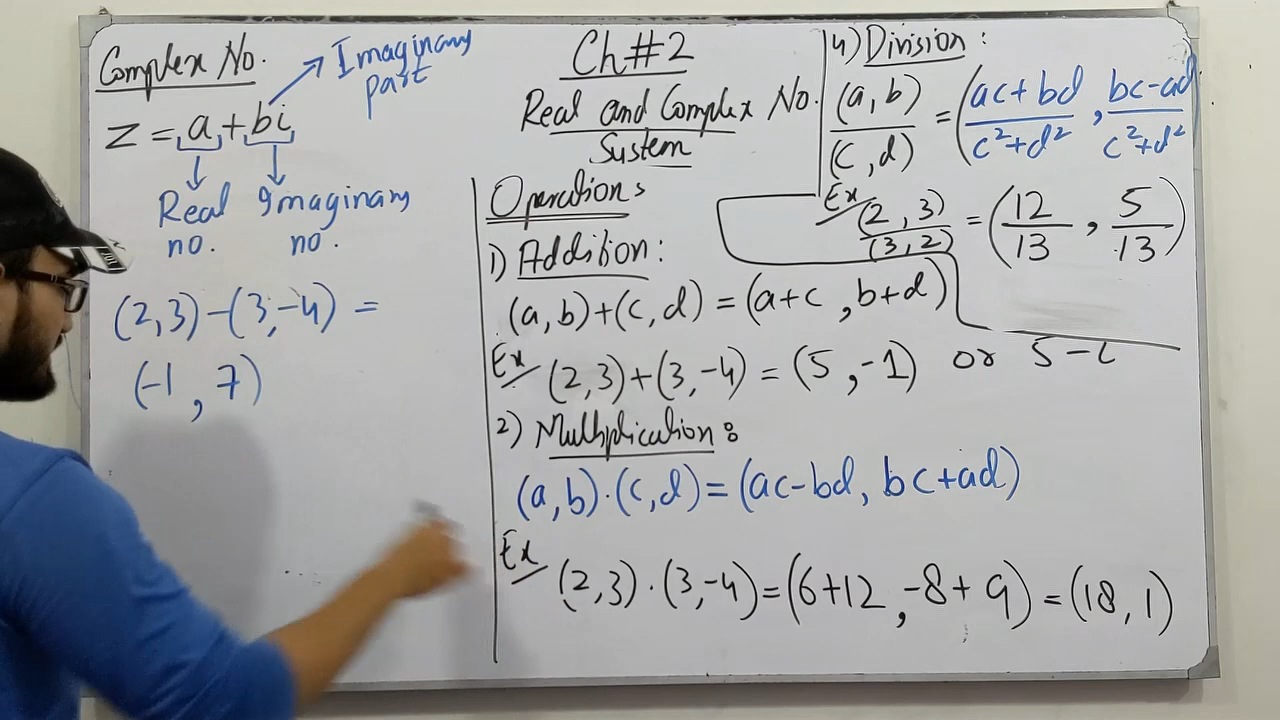 Complex No.
Imaginary
part
Z = a + bi
Real Imaginary
no. no.
(2,3)-(3,-4) =
(-1, 7)
Ch#2
Real and Complex No.
System
Operations
1) Addition:
(a, b)+(c, d) = (a+c, b+d)
Ex (2,3)+(3,-4) = (5, -1) or 5-i
2) Multiplication:
(a, b).(c, d) = (ac-bd, bc+ad)
Ex (2,3).(3,-4) = (6+12, -8+9) = (18, 1)
4) Division:
(a, b)/(c, d) = (ac+bd/c²+d², bc-ad/c²+d²)
Ex (2, 3)/(3, 2) = (12/13, 5/13)